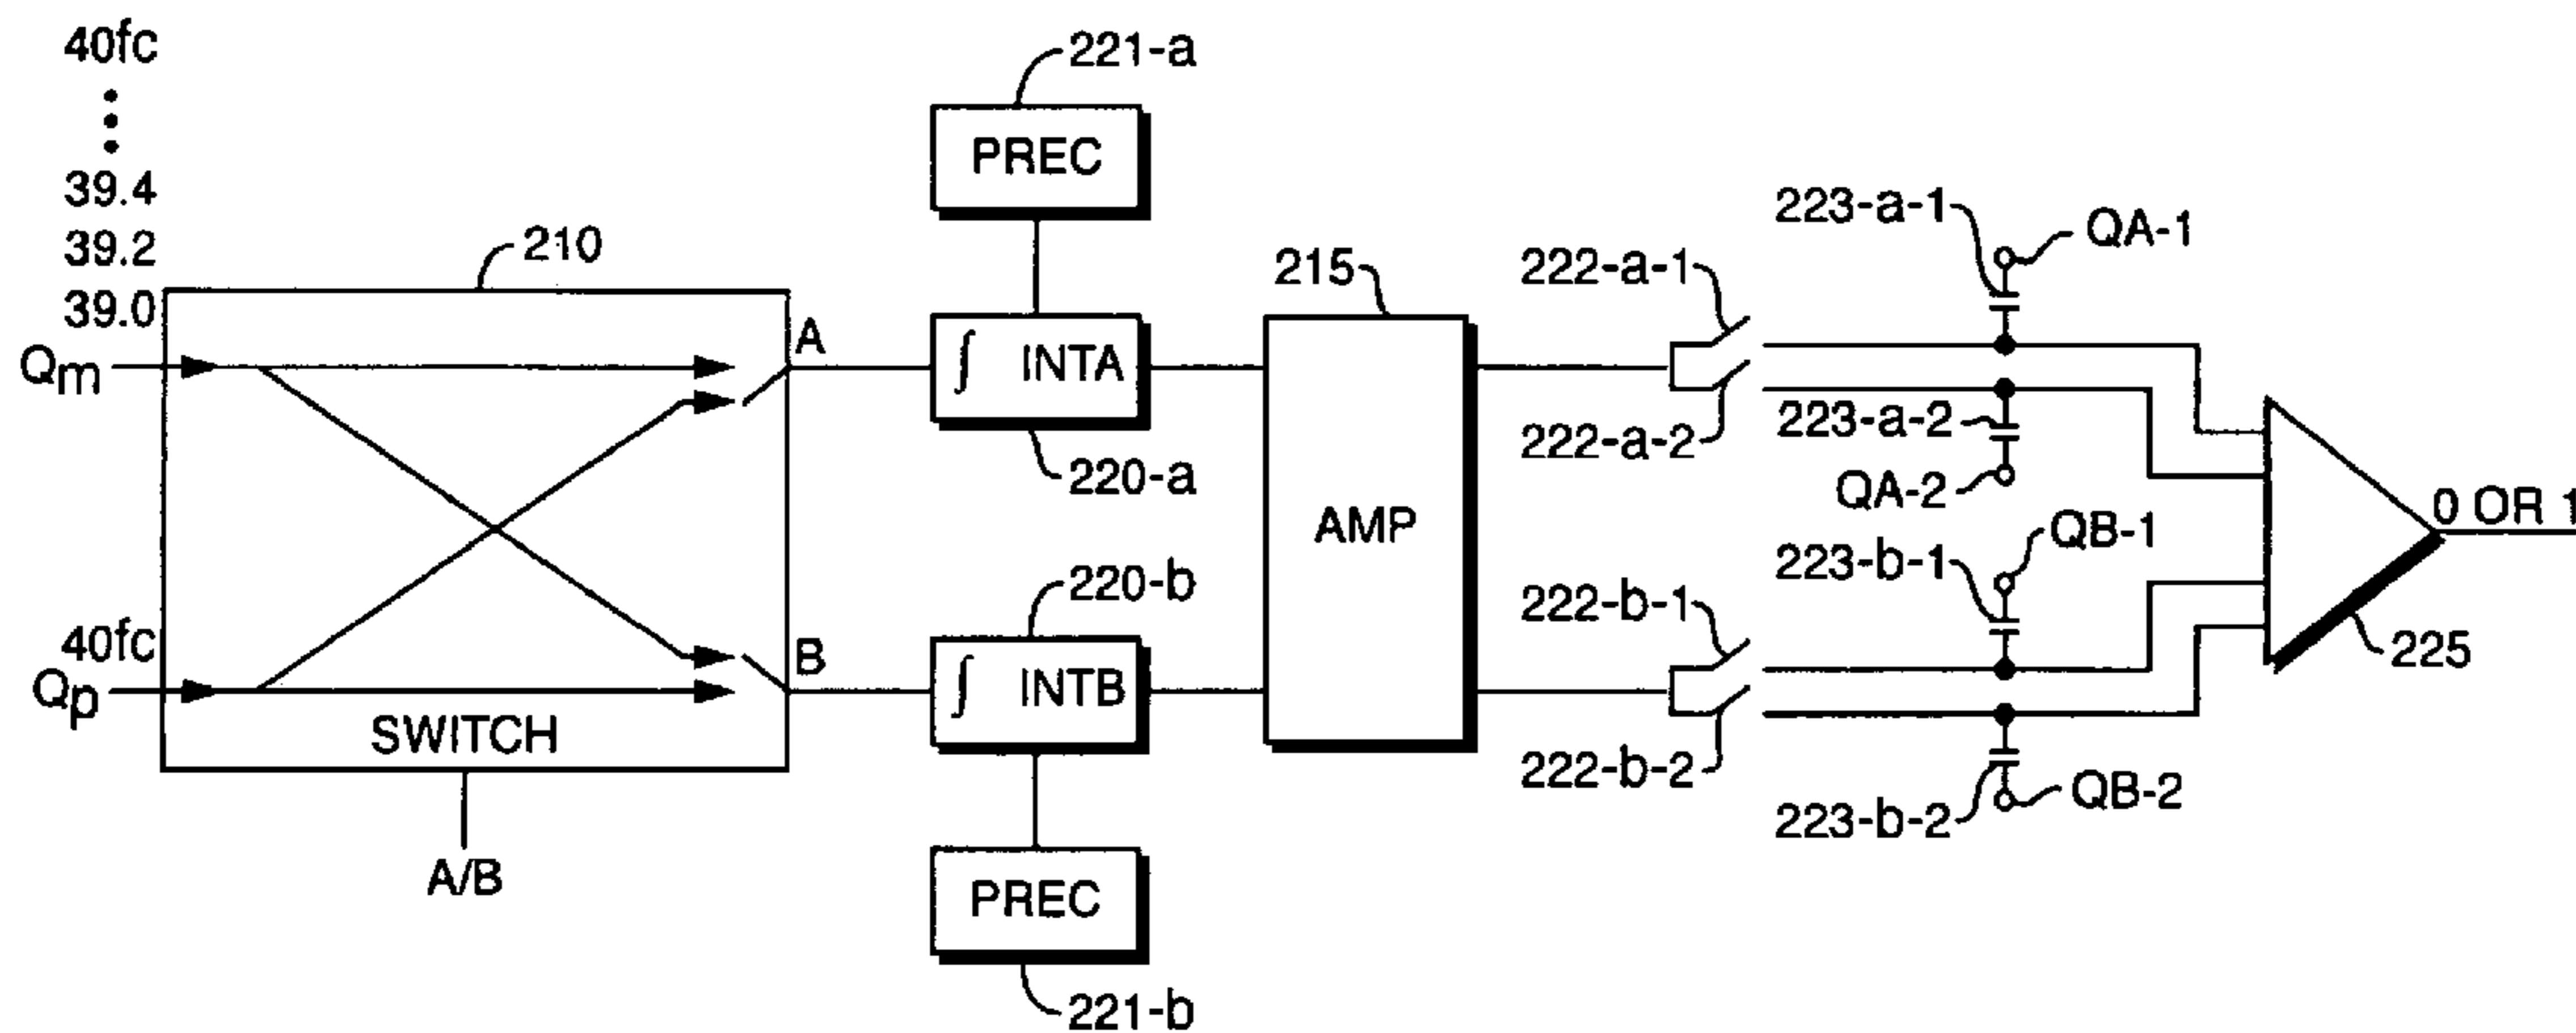 40fc
39.4
39.2
39.0
Qm
40fc
Qp
210
A
B
SWITCH
A/B
221-a
PREC
∫ INTA
220-a
220-b
∫ INTB
PREC
221-b
215
AMP
222-a-1
222-a-2
222-b-1
222-b-2
223-a-1
QA-1
223-a-2
QA-2
QB-1
223-b-1
223-b-2
QB-2
0 OR 1
225